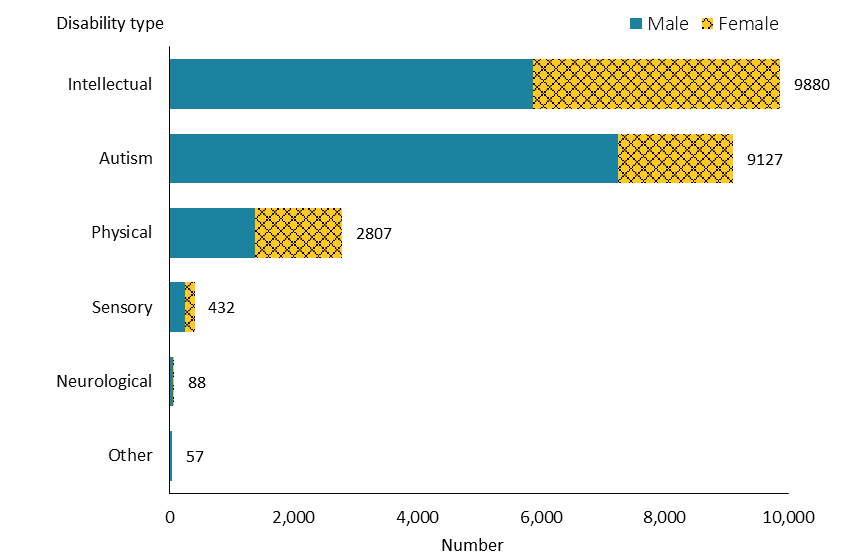 Disability type
Male Female
Intellectual 9880
Autism 9127
Physical 2807
Sensory 432
Neurological 88
Other 57
0 2,000 4,000 6,000 8,000 10,000
Number